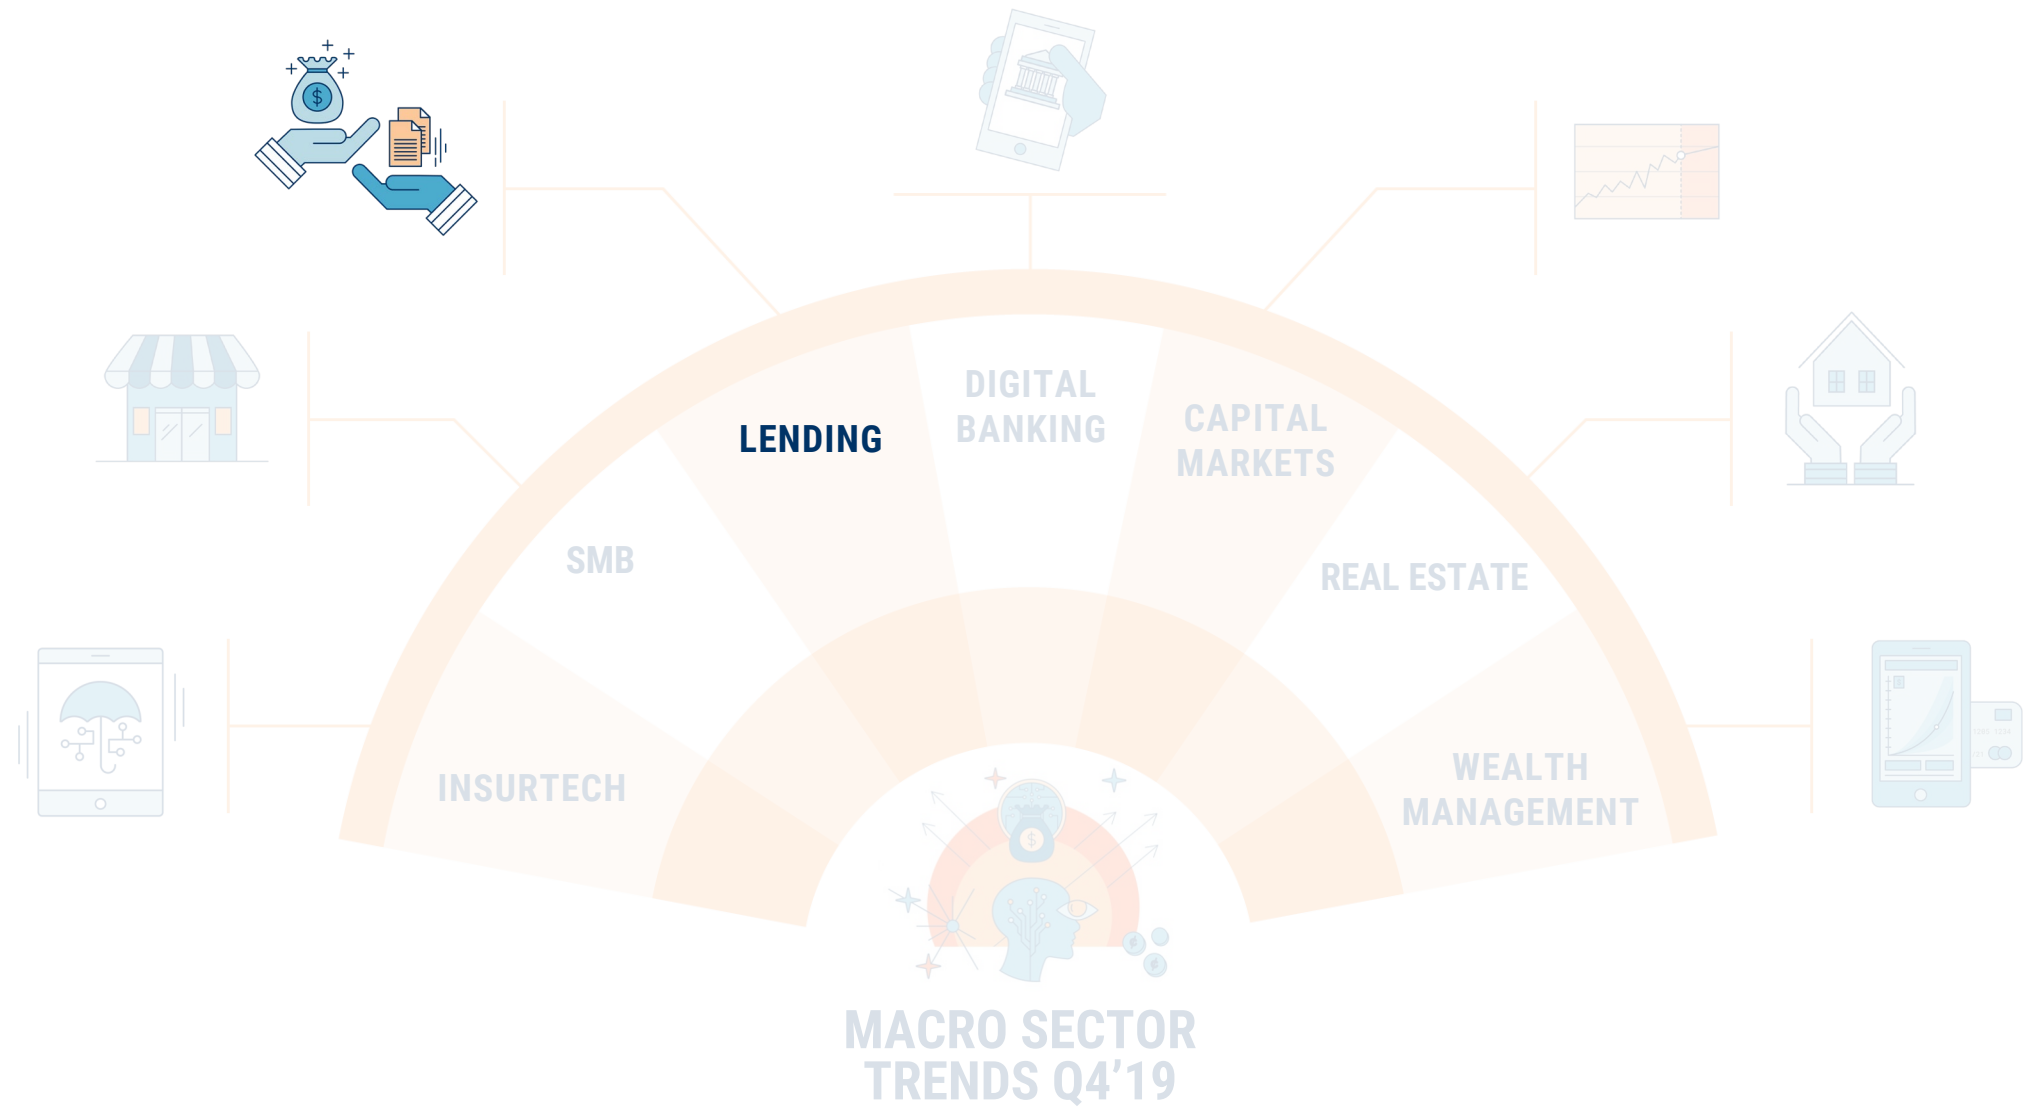 LENDING
DIGITAL
BANKING
CAPITAL
MARKETS
SMB
REAL ESTATE
INSURTECH
WEALTH
MANAGEMENT
MACRO SECTOR
TRENDS Q4’19